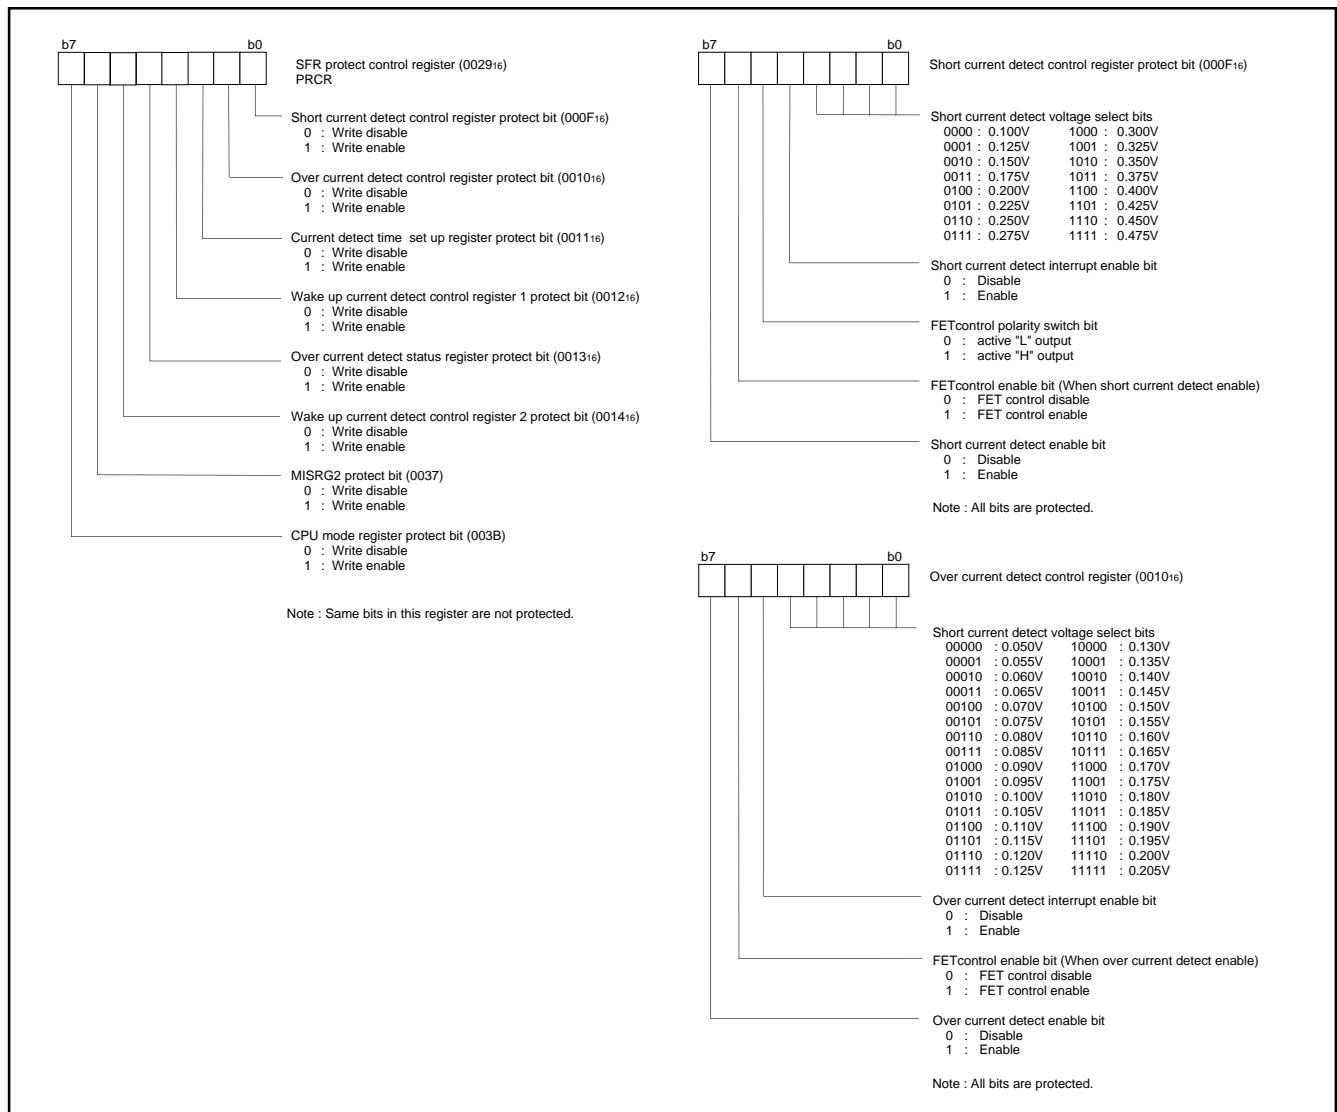 b7 b0
SFR protect control register (0029₁₆)
PRCR
Short current detect control register protect bit (000F₁₆)
0 : Write disable
1 : Write enable
Over current detect control register protect bit (0010₁₆)
0 : Write disable
1 : Write enable
Current detect time set up register protect bit (0011₁₆)
0 : Write disable
1 : Write enable
Wake up current detect control register 1 protect bit (0012₁₆)
0 : Write disable
1 : Write enable
Over current detect status register protect bit (0013₁₆)
0 : Write disable
1 : Write enable
Wake up current detect control register 2 protect bit (0014₁₆)
0 : Write disable
1 : Write enable
MISRG2 protect bit (0037)
0 : Write disable
1 : Write enable
CPU mode register protect bit (003B)
0 : Write disable
1 : Write enable
Note : Same bits in this register are not protected.
b7 b0
Short current detect control register protect bit (000F₁₆)
Short current detect voltage select bits
0000 : 0.100V 1000 : 0.300V
0001 : 0.125V 1001 : 0.325V
0010 : 0.150V 1010 : 0.350V
0011 : 0.175V 1011 : 0.375V
0100 : 0.200V 1100 : 0.400V
0101 : 0.225V 1101 : 0.425V
0110 : 0.250V 1110 : 0.450V
0111 : 0.275V 1111 : 0.475V
Short current detect interrupt enable bit
0 : Disable
1 : Enable
FETcontrol polarity switch bit
0 : active "L" output
1 : active "H" output
FETcontrol enable bit (When short current detect enable)
0 : FET control disable
1 : FET control enable
Short current detect enable bit
0 : Disable
1 : Enable
Note : All bits are protected.
b7 b0
Over current detect control register (0010₁₆)
Short current detect voltage select bits
00000 : 0.050V 10000 : 0.130V
00001 : 0.055V 10001 : 0.135V
00010 : 0.060V 10010 : 0.140V
00011 : 0.065V 10011 : 0.145V
00100 : 0.070V 10100 : 0.150V
00101 : 0.075V 10101 : 0.155V
00110 : 0.080V 10110 : 0.160V
00111 : 0.085V 10111 : 0.165V
01000 : 0.090V 11000 : 0.170V
01001 : 0.095V 11001 : 0.175V
01010 : 0.100V 11010 : 0.180V
01011 : 0.105V 11011 : 0.185V
01100 : 0.110V 11100 : 0.190V
01101 : 0.115V 11101 : 0.195V
01110 : 0.120V 11110 : 0.200V
01111 : 0.125V 11111 : 0.205V
Over current detect interrupt enable bit
0 : Disable
1 : Enable
FETcontrol enable bit (When over current detect enable)
0 : FET control disable
1 : FET control enable
Over current detect enable bit
0 : Disable
1 : Enable
Note : All bits are protected.